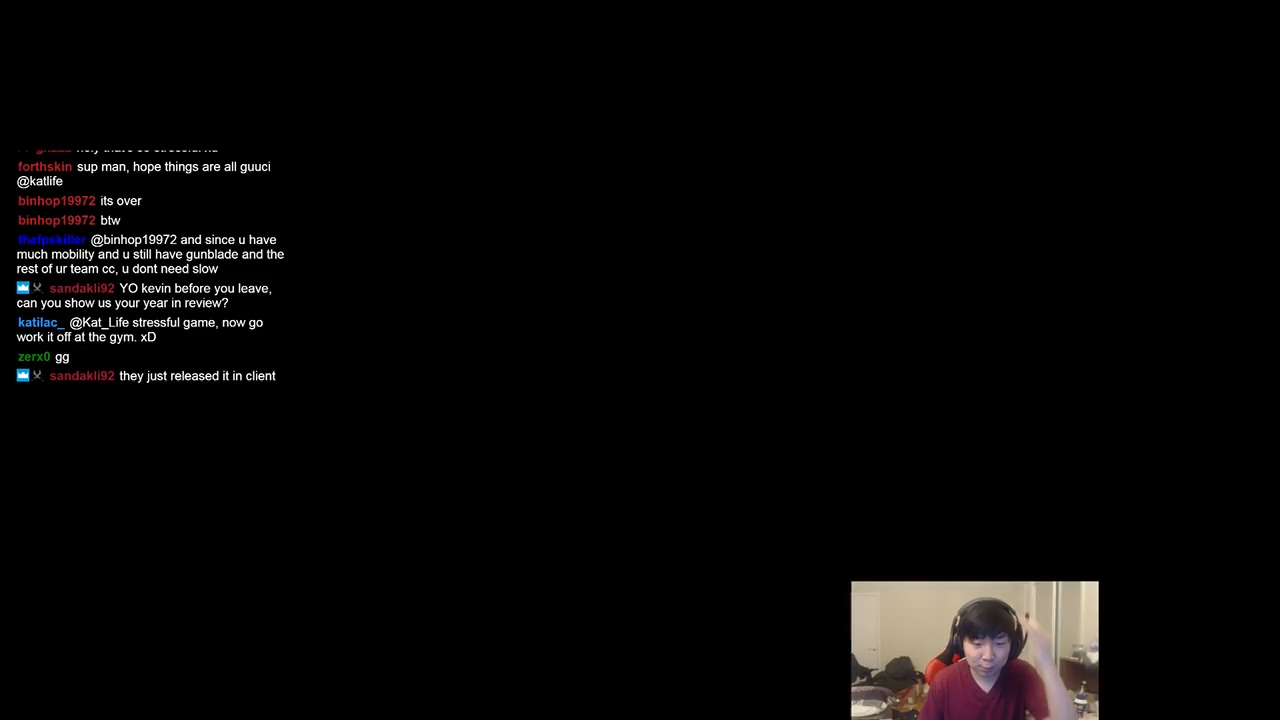 forthskin sup man, hope things are all guuci
@katlife
binhop19972 its over
binhop19972 btw
thefpskiller @binhop19972 and since u have
much mobility and u still have gunblade and the
rest of ur team cc, u dont need slow
sandakli92 YO kevin before you leave,
can you show us your year in review?
katilac_ @Kat_Life stressful game, now go
work it off at the gym. xD
zerx0 gg
sandakli92 they just released it in client